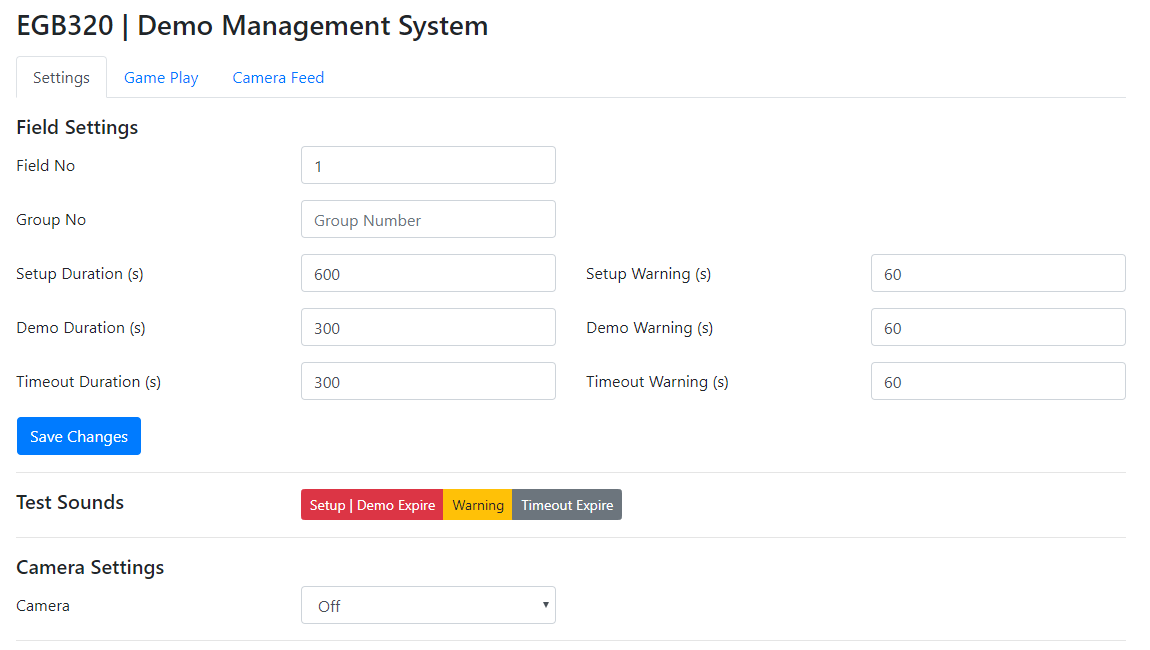 EGB320 | Demo Management System
Settings Game Play Camera Feed
Field Settings
Field No 1
Group No Group Number
Setup Duration (s) 600 Setup Warning (s) 60
Demo Duration (s) 300 Demo Warning (s) 60
Timeout Duration (s) 300 Timeout Warning (s) 60
Save Changes
Test Sounds Setup | Demo Expire Warning Timeout Expire
Camera Settings
Camera Off